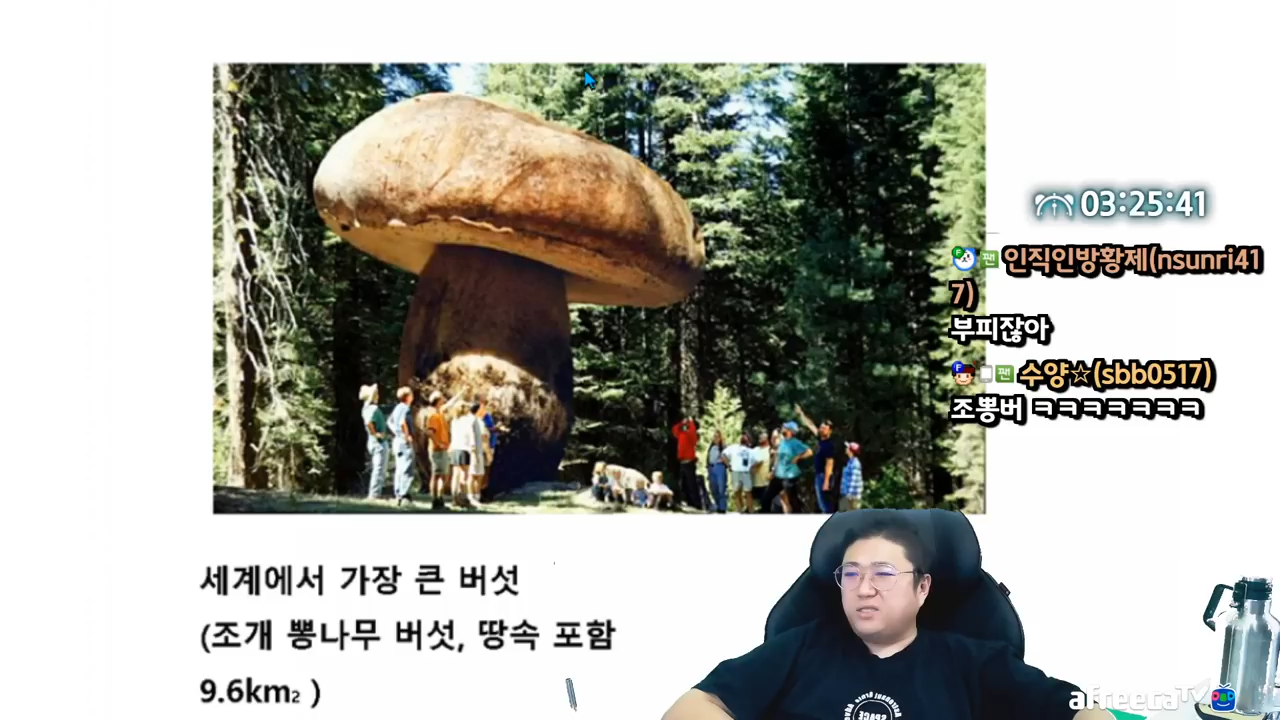 03:25:41
인직인방황제(nsunri41
7)
부피잖아
수양☆(sbb0517)
조뽕버 ㅋㅋㅋㅋㅋㅋㅋ
세계에서 가장 큰 버섯
(조개 뽕나무 버섯, 땅속 포함
9.6km₂ )
afreecaTV